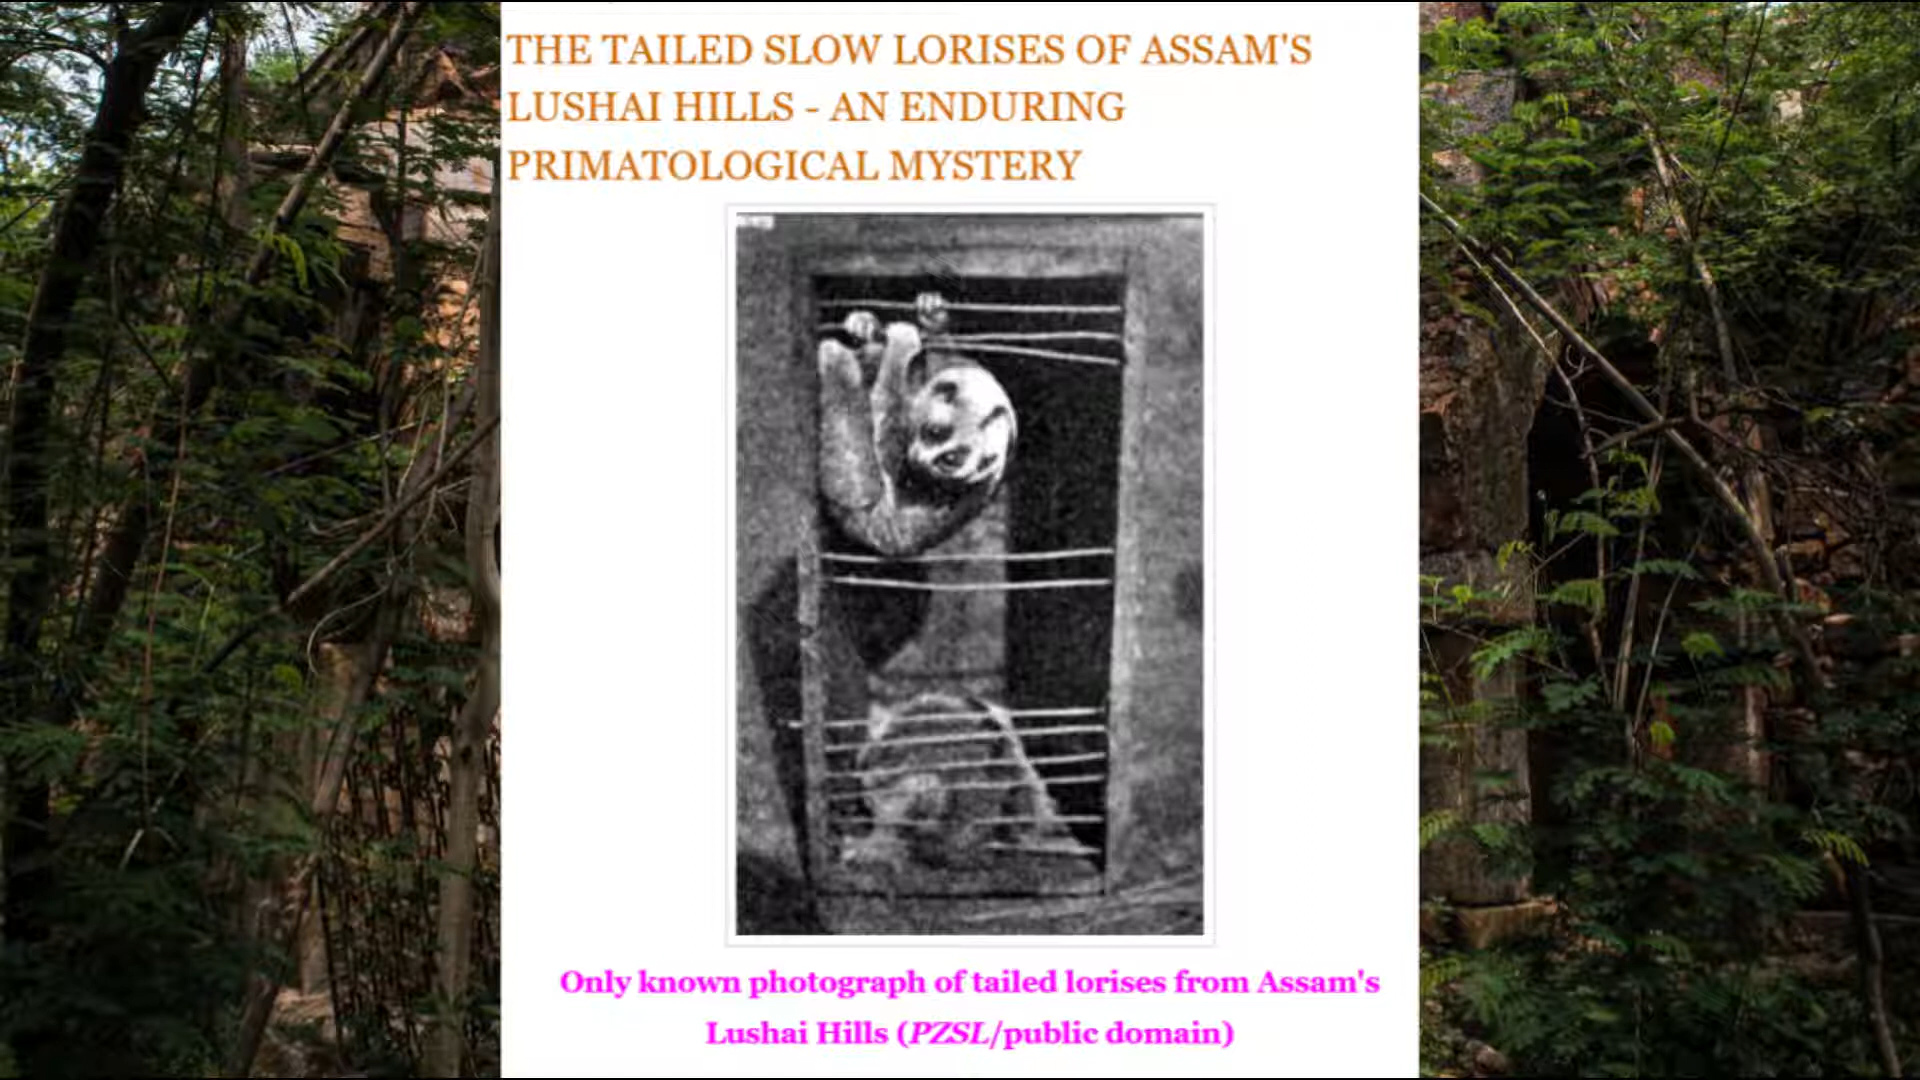 THE TAILED SLOW LORISES OF ASSAM'S
LUSHAI HILLS - AN ENDURING
PRIMATOLOGICAL MYSTERY
Only known photograph of tailed lorises from Assam's
Lushai Hills (PZSL/public domain)